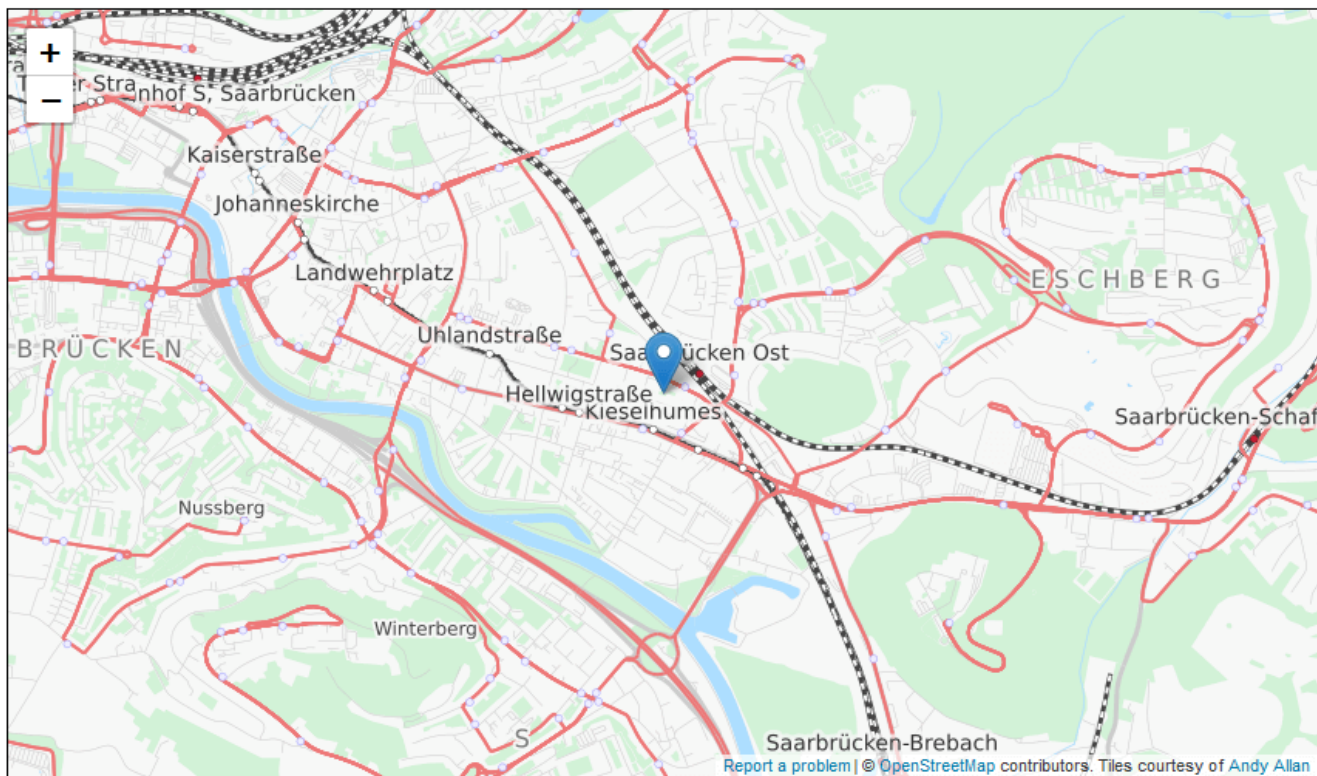 +
−
nhof S, Saarbrücken
Kaiserstraße
Johanneskirche
Landwehrplatz
ESCHBERG
Uhlandstraße
BRÜCKEN
Saarbrücken Ost
Hellwigstraße
Kieselhumes
Saarbrücken-Schaf
Nussberg
Winterberg
S
Saarbrücken-Brebach
Report a problem | © OpenStreetMap contributors. Tiles courtesy of Andy Allan